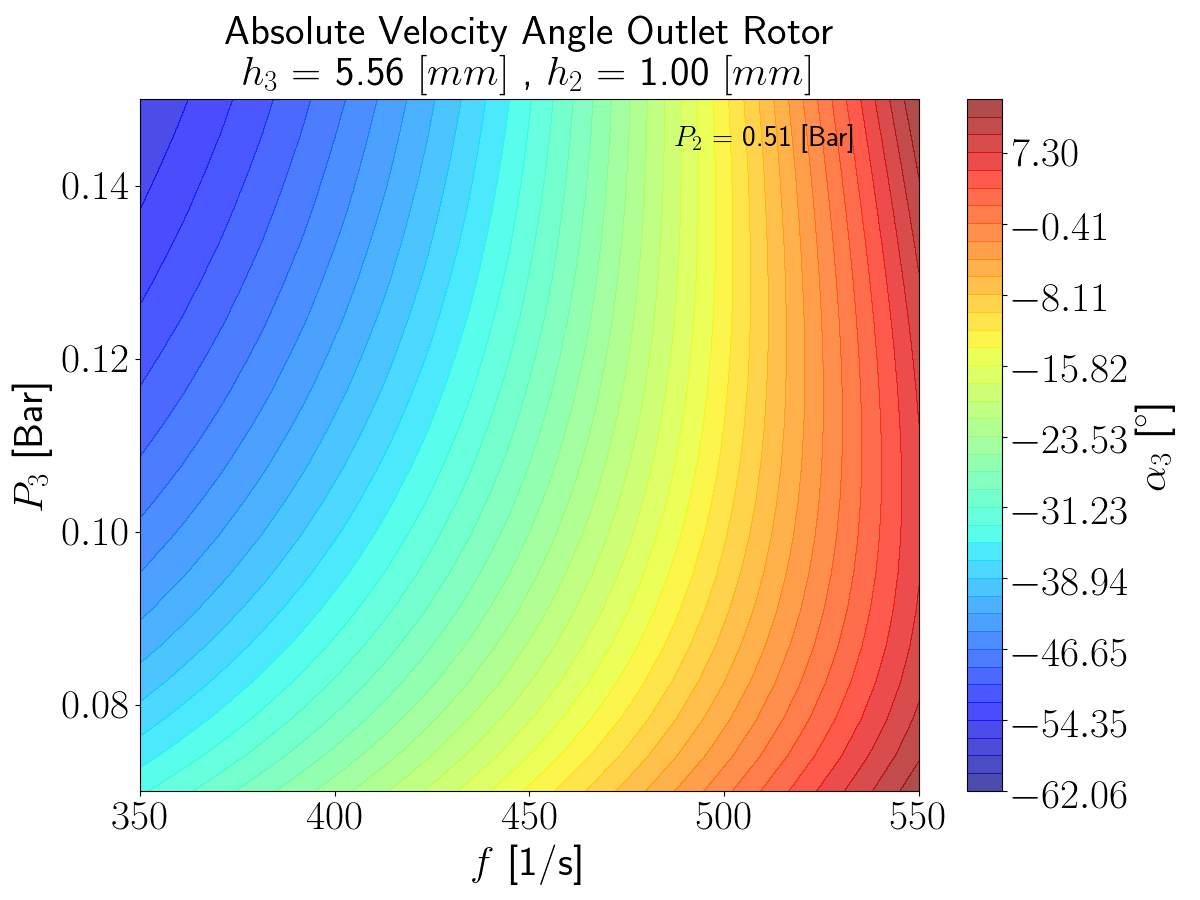 Absolute Velocity Angle Outlet Rotor
h₃ = 5.56 [mm] , h₂ = 1.00 [mm]
P₂ = 0.51 [Bar]
0.14
0.12
0.10
0.08
P₃ [Bar]
350 400 450 500 550
f [1/s]
7.30
−0.41
−8.11
−15.82
−23.53
−31.23
−38.94
−46.65
−54.35
−62.06
α₃ [°]